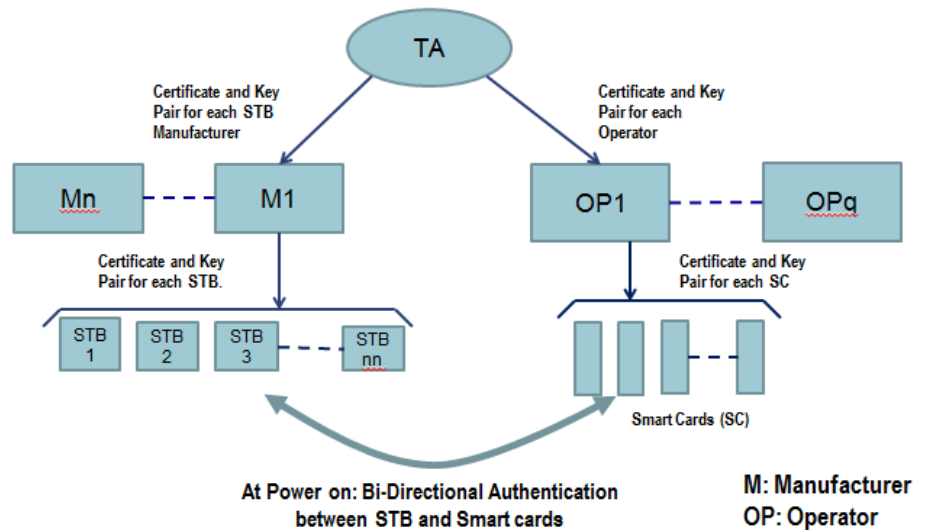 TA
Certificate and Key
Pair for each STB
Manufacturer
Certificate and Key
Pair for each
Operator
Mn
M1
OP1
OPq
Certificate and Key
Pair for each STB.
Certificate and Key
Pair for each SC
STB
1
STB
2
STB
3
STB
nn
Smart Cards (SC)
At Power on: Bi-Directional Authentication
between STB and Smart cards
M: Manufacturer
OP: Operator